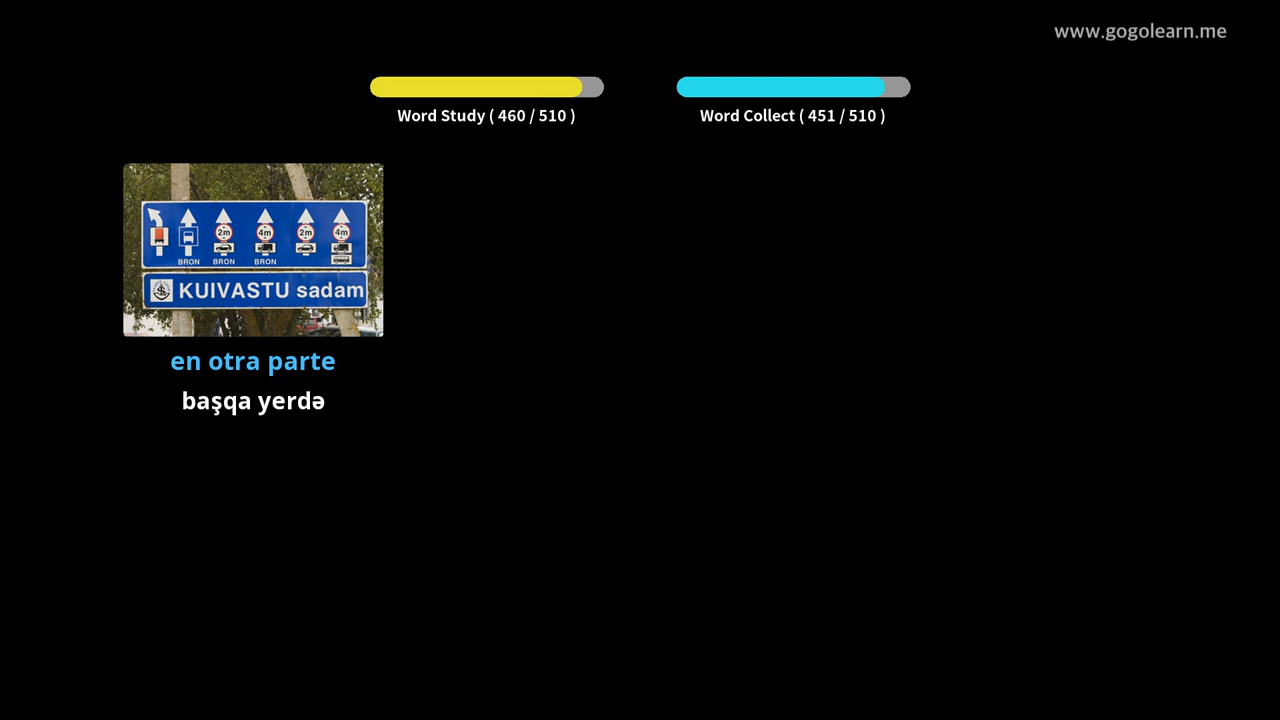 www.gogolearn.me
Word Study ( 460 / 510 )
Word Collect ( 451 / 510 )
2m 4m 2m 4m
BRON BRON BRON
KUIVASTU sadam
en otra parte
başqa yerdə